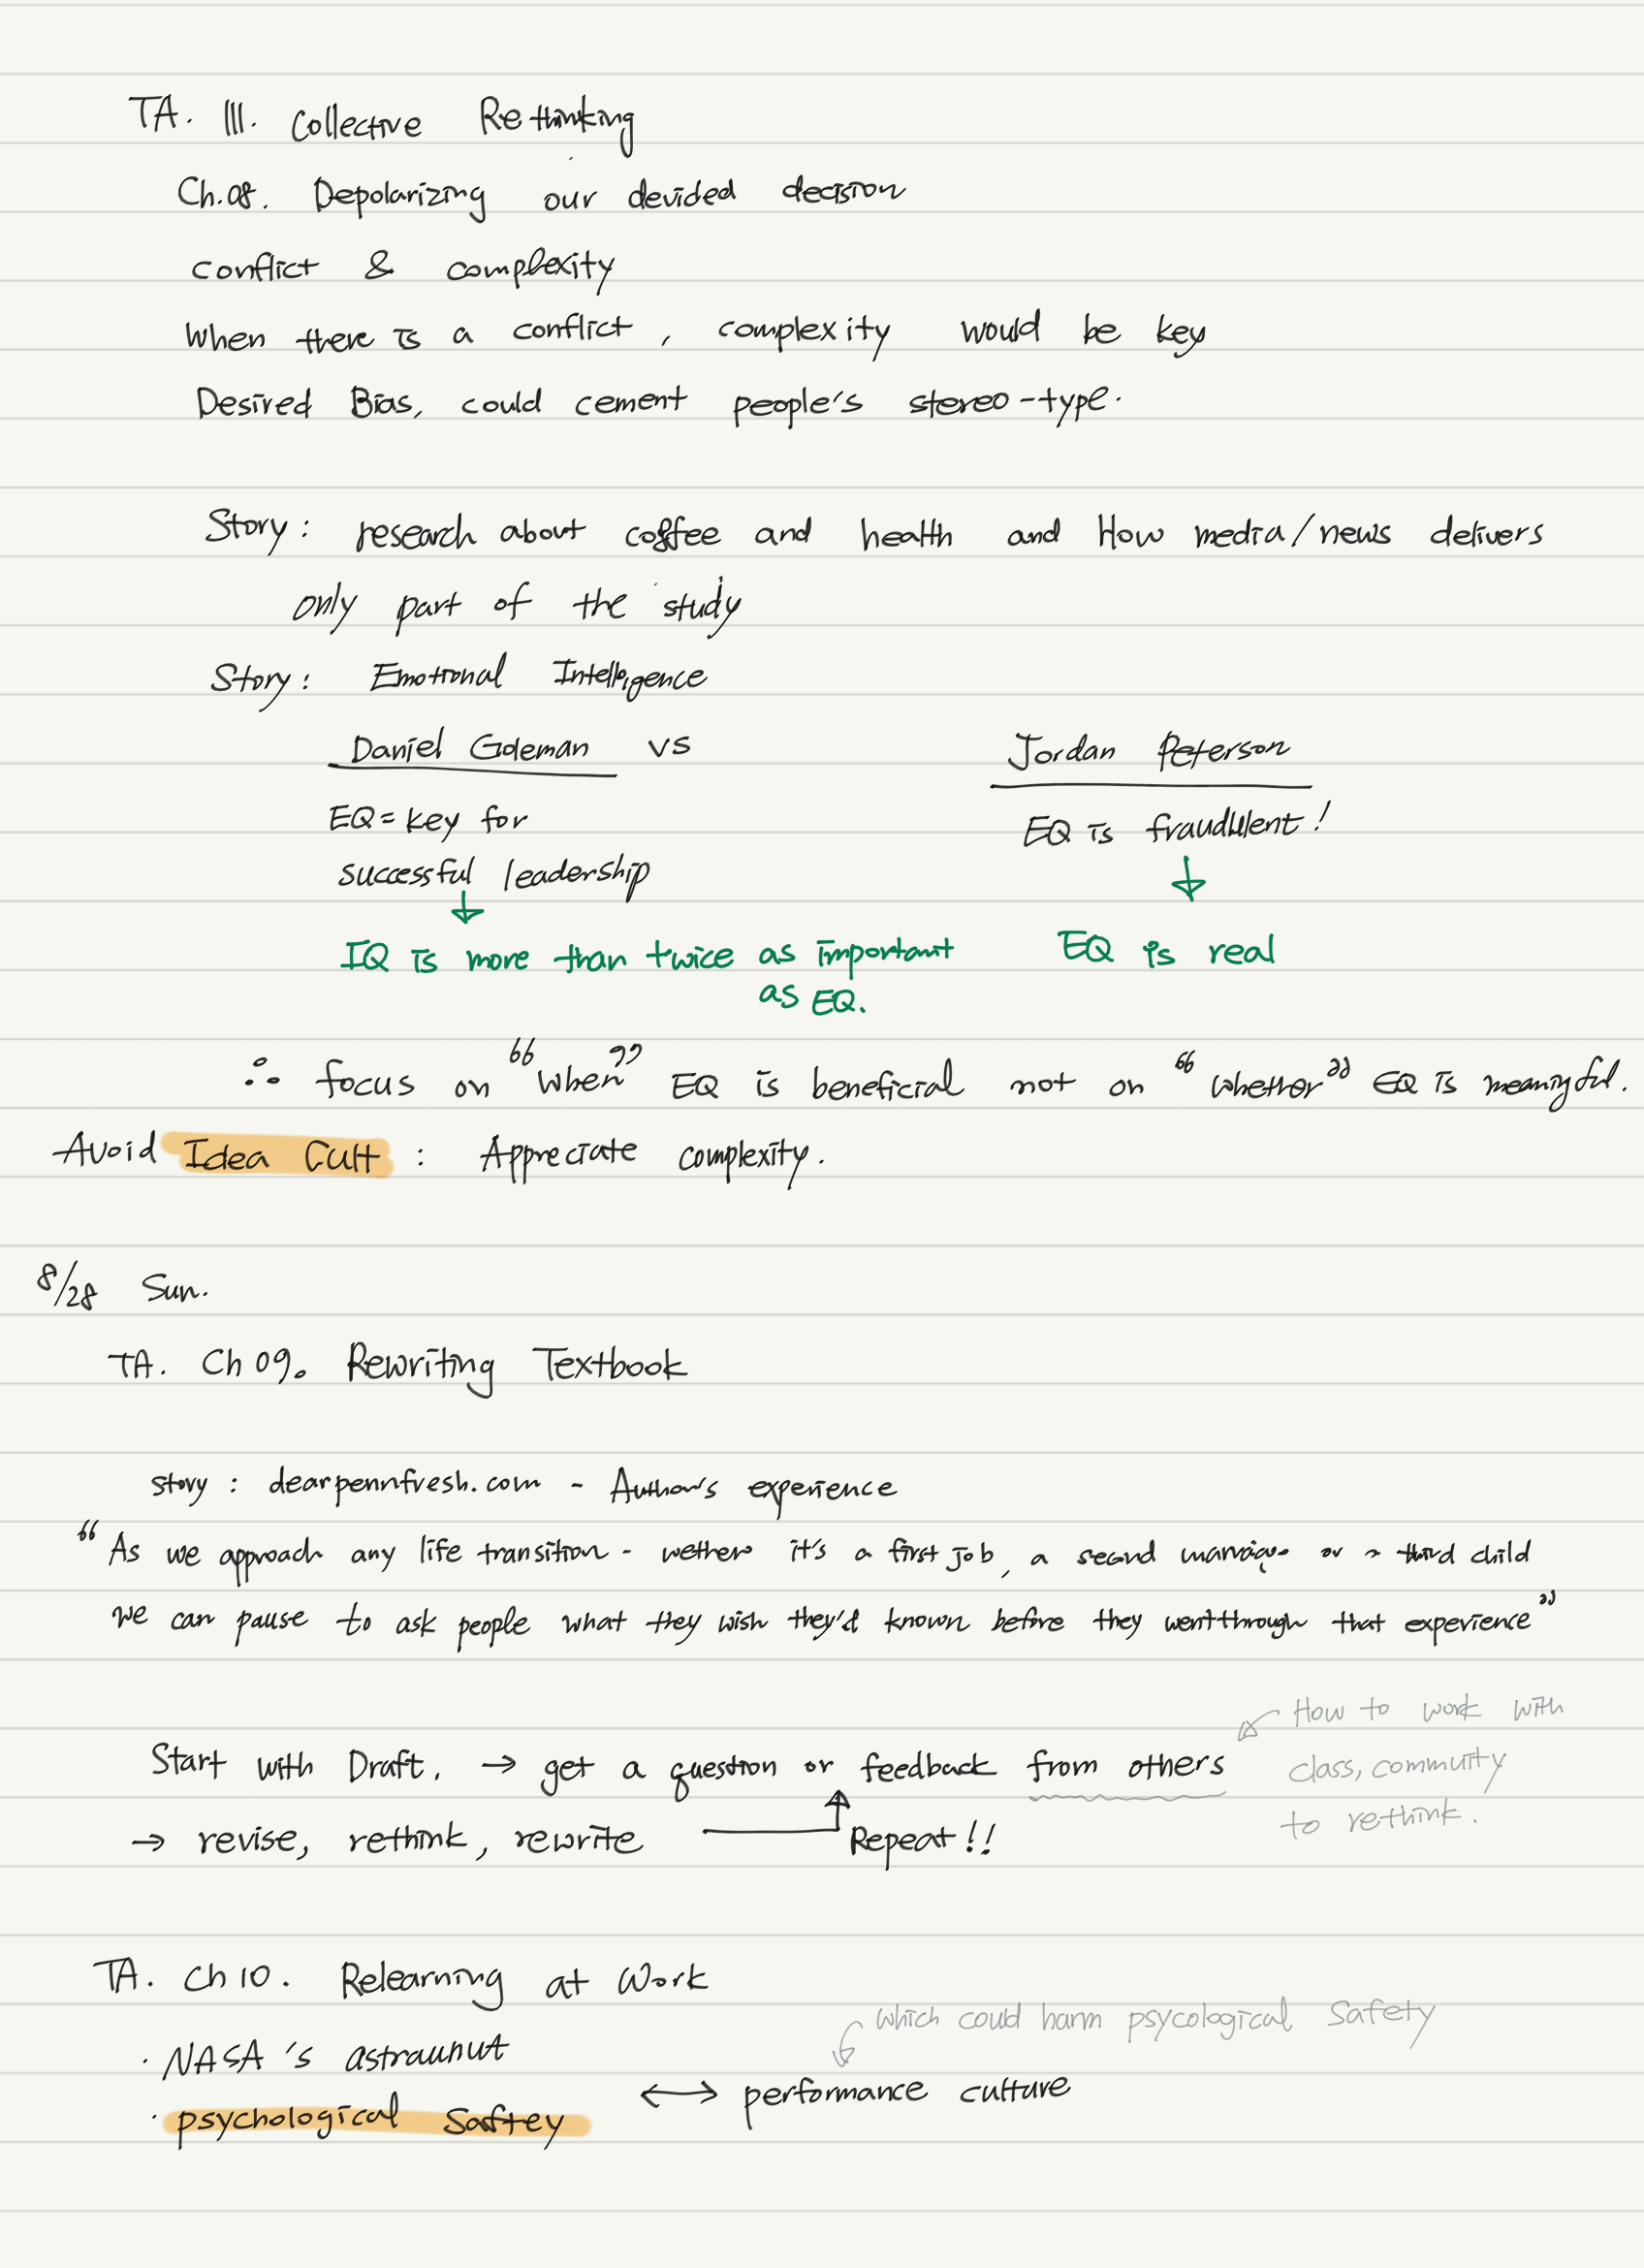 TA. III. Collective Rethinking
Ch.08. Depolarizing our devided decision
conflict & complexity
When there is a conflict, complexity would be key
Desired Bias, could cement people's stereo-type.
Story: research about coffee and health and How media/news delivers
only part of the study
Story: Emotional Intelligence
Daniel Goleman vs Jordan Peterson
EQ = key for EQ is fraudulent!
successful leadership
↓ ↓
IQ is more than twice as important EQ is real
as EQ.
∴ focus on "when" EQ is beneficial not on "whether" EQ is meaningful.
Avoid Idea Cult : Appreciate complexity.
8/28 Sun.
TA. Ch 09. Rewriting Textbook
story : dearpennfresh.com - Author's experience
"As we approach any life transition - wether it's a first job, a second marriage or a third child
we can pause to ask people what they wish they'd known before they went through that experience"
How to work with
Start with Draft. → get a question or feedback from others class, community
→ revise, rethink, rewrite Repeat!! to rethink.
TA. Ch 10. Relearning at Work
which could harm psycological Safety
· NASA's astraunut
· psychological Saftey ↔ performance culture